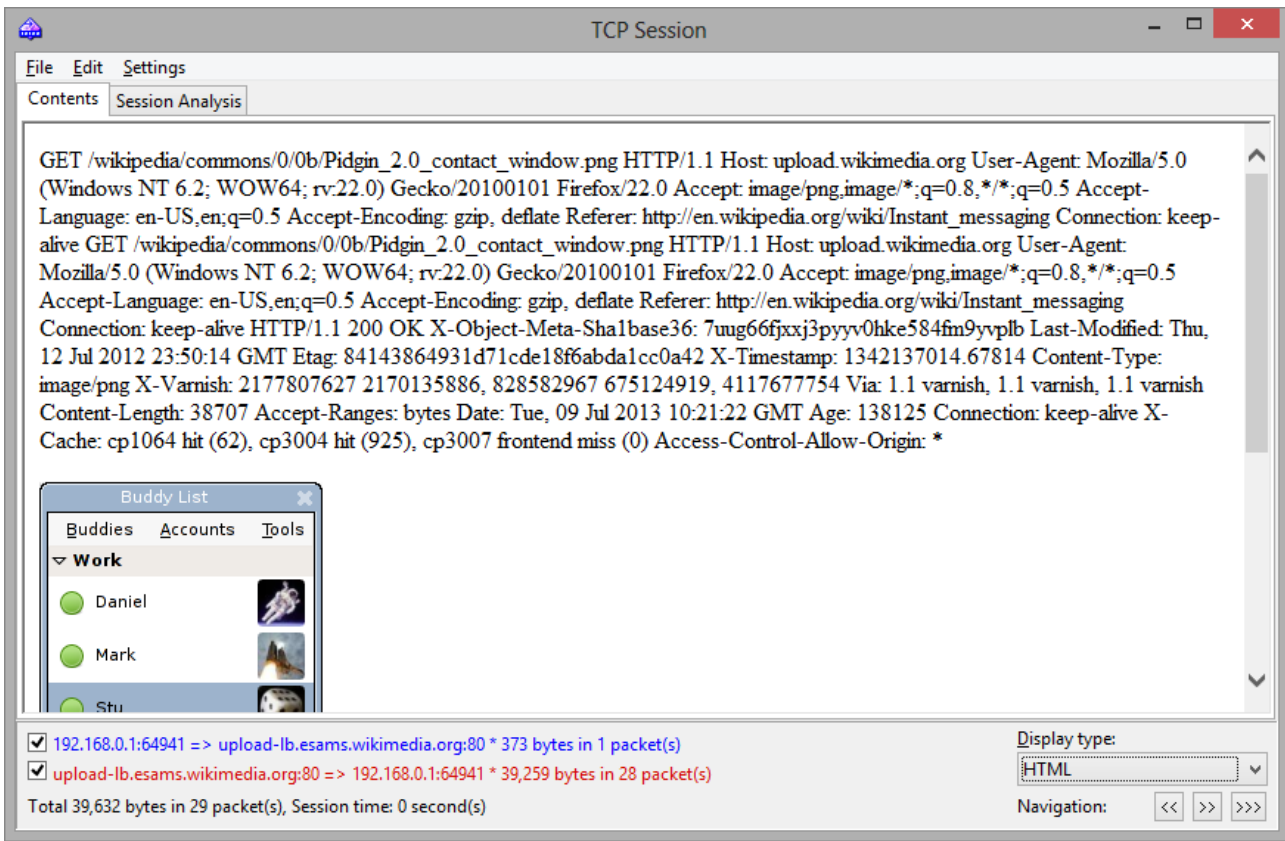 TCP Session
File Edit Settings
Contents Session Analysis
GET /wikipedia/commons/0/0b/Pidgin_2.0_contact_window.png HTTP/1.1 Host: upload.wikimedia.org User-Agent: Mozilla/5.0
(Windows NT 6.2; WOW64; rv:22.0) Gecko/20100101 Firefox/22.0 Accept: image/png,image/*;q=0.8,*/*;q=0.5 Accept-
Language: en-US,en;q=0.5 Accept-Encoding: gzip, deflate Referer: http://en.wikipedia.org/wiki/Instant_messaging Connection: keep-
alive GET /wikipedia/commons/0/0b/Pidgin_2.0_contact_window.png HTTP/1.1 Host: upload.wikimedia.org User-Agent:
Mozilla/5.0 (Windows NT 6.2; WOW64; rv:22.0) Gecko/20100101 Firefox/22.0 Accept: image/png,image/*;q=0.8,*/*;q=0.5
Accept-Language: en-US,en;q=0.5 Accept-Encoding: gzip, deflate Referer: http://en.wikipedia.org/wiki/Instant_messaging
Connection: keep-alive HTTP/1.1 200 OK X-Object-Meta-Sha1base36: 7uug66fjxxj3pyyv0hke584fm9yvplb Last-Modified: Thu,
12 Jul 2012 23:50:14 GMT Etag: 84143864931d71cde18f6abda1cc0a42 X-Timestamp: 1342137014.67814 Content-Type:
image/png X-Varnish: 2177807627 2170135886, 828582967 675124919, 4117677754 Via: 1.1 varnish, 1.1 varnish, 1.1 varnish
Content-Length: 38707 Accept-Ranges: bytes Date: Tue, 09 Jul 2013 10:21:22 GMT Age: 138125 Connection: keep-alive X-
Cache: cp1064 hit (62), cp3004 hit (925), cp3007 frontend miss (0) Access-Control-Allow-Origin: *
Buddy List
Buddies Accounts Tools
Work
Daniel
Mark
Stu
192.168.0.1:64941 => upload-lb.esams.wikimedia.org:80 * 373 bytes in 1 packet(s)
upload-lb.esams.wikimedia.org:80 => 192.168.0.1:64941 * 39,259 bytes in 28 packet(s)
Total 39,632 bytes in 29 packet(s), Session time: 0 second(s)
Display type:
HTML
Navigation: << >> >>>